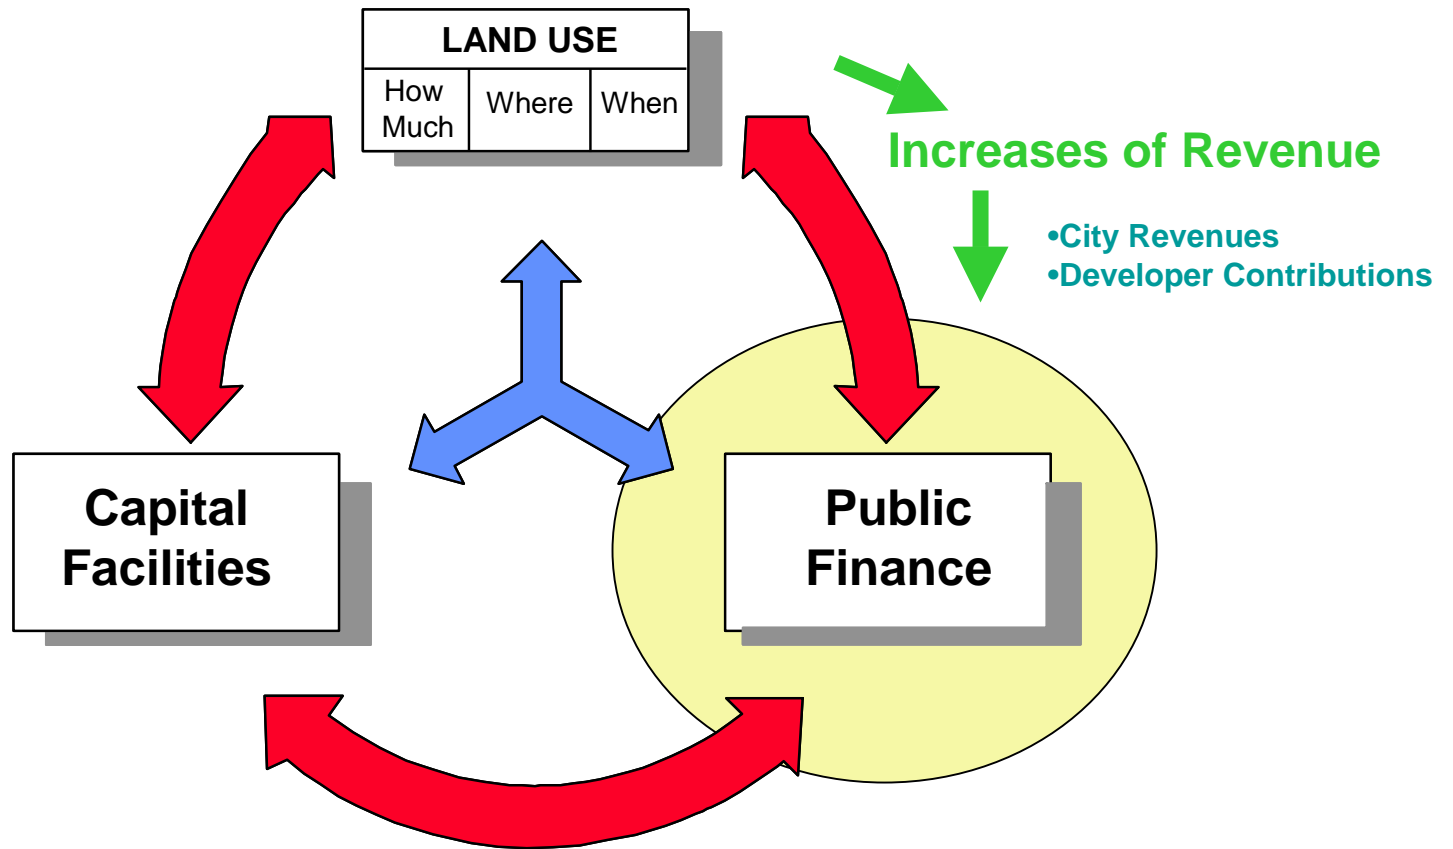 LAND USE
How
Much
Where
When
Increases of Revenue
•City Revenues
•Developer Contributions
Capital
Facilities
Public
Finance